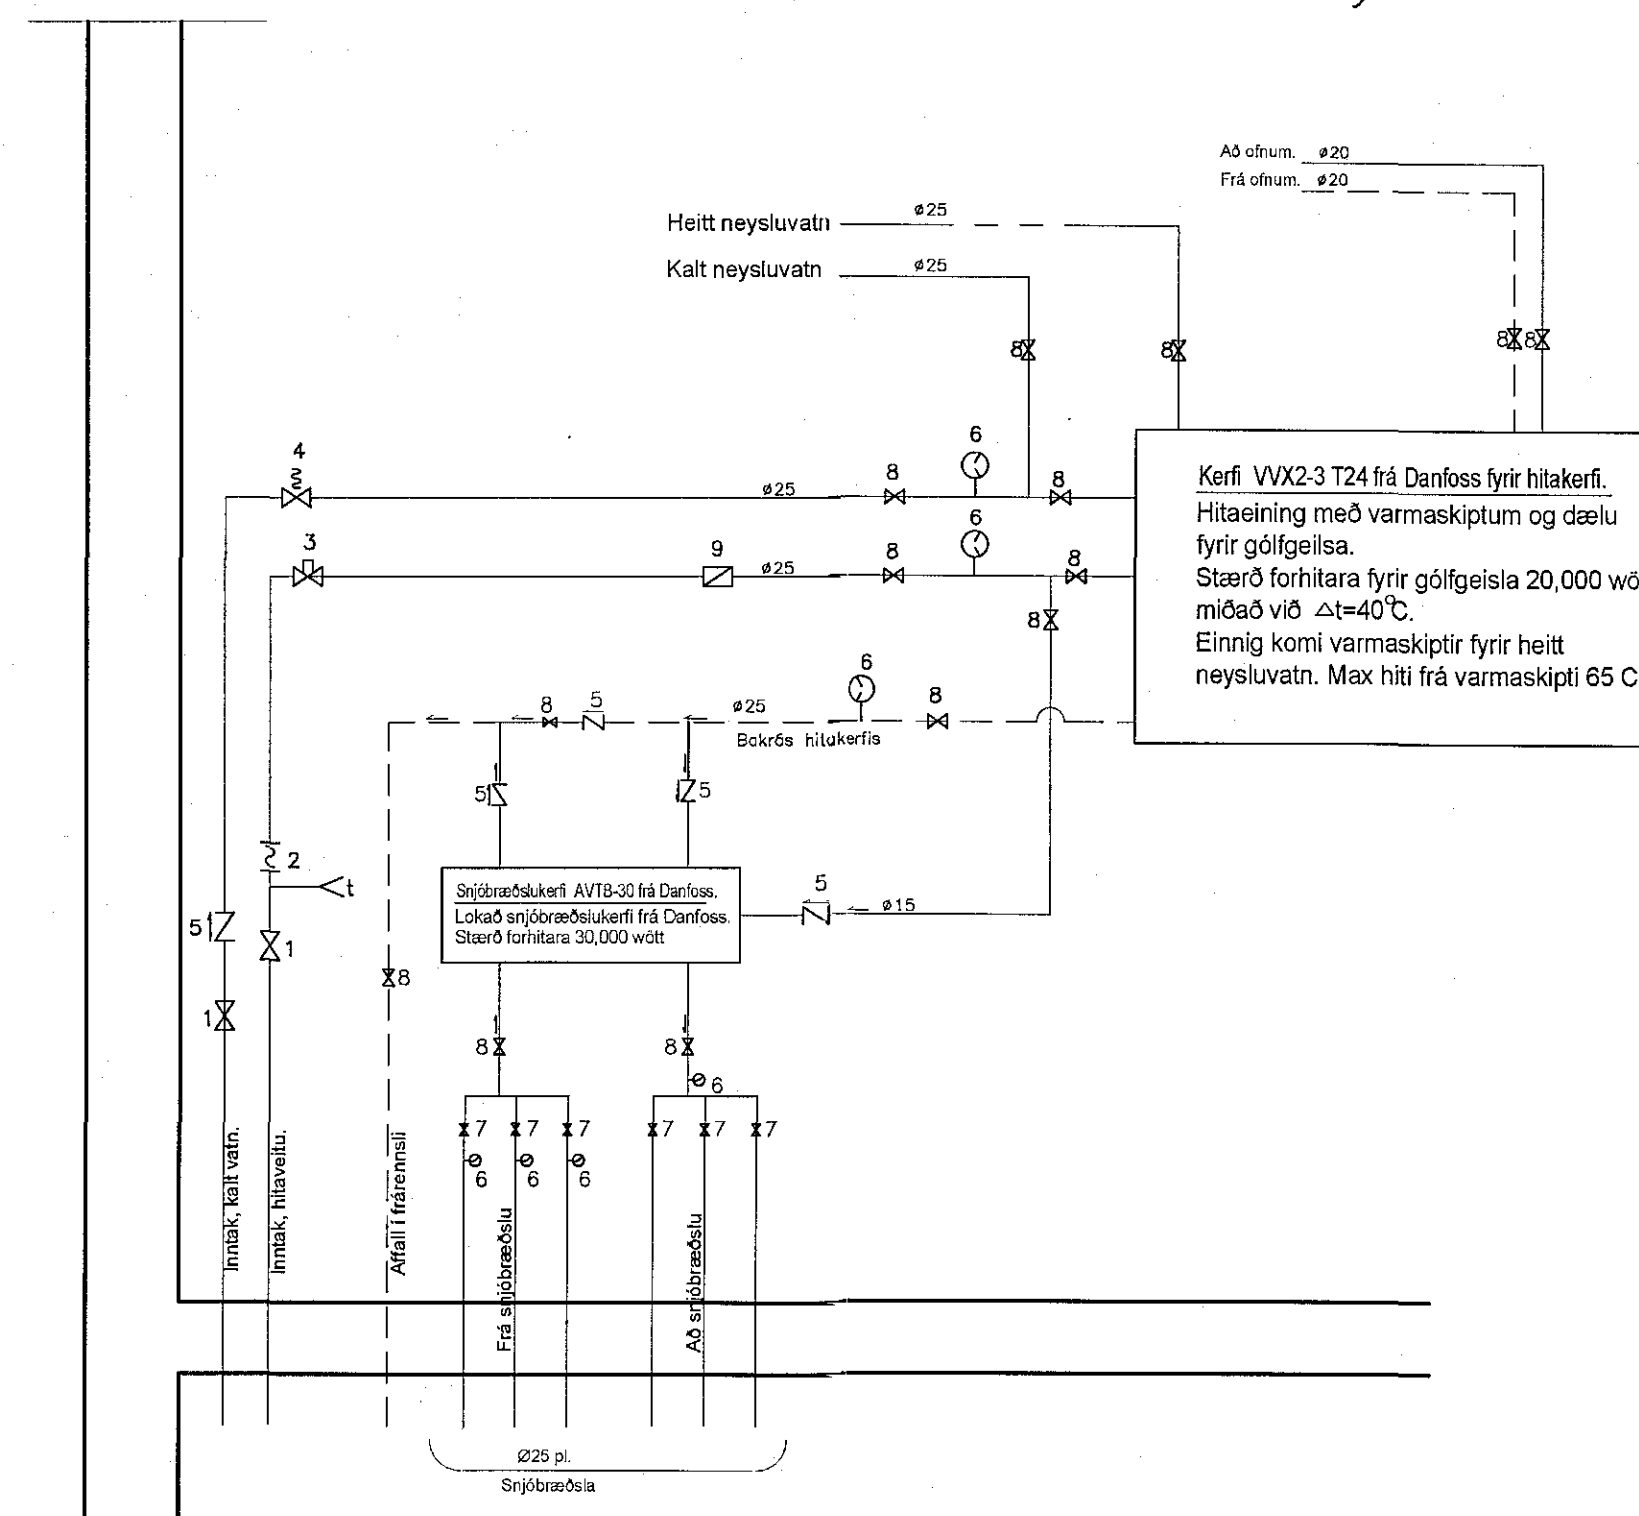 Að ofnum. ø20
Frá ofnum. ø20
Heitt neysluvatn ø25
Kalt neysluvatn ø25
8
8
8 8
4
6
8
8
ø25
3
9
6
8
8
ø25
8
Kerfi VVX2-3 T24 frá Danfoss fyrir hitakerfi.
Hitaeining með varmaskiptum og dælu
fyrir gólfgeilsa.
Stærð forhitara fyrir gólfgeisla 20,000 wö
miðað við Δt=40°C.
Einnig komi varmaskiptir fyrir heitt
neysluvatn. Max hiti frá varmaskipti 65 C
6
8
5
8
ø25
Bakrás hitakerfis
5
5
2
t
5
1
1
Snjóbræðslukerfi AVTB-30 frá Danfoss.
Lokað snjóbræðslukerfi frá Danfoss.
Stærð forhitara 30,000 wött
5
ø15
8
8
8
6
7 7 7
7 7 7
6 6 6
Inntak, kalt vatn.
Inntak, hitaveitu.
Affall í frárennsli
Frá snjóbræðslu
Að snjóbræðslu
Ø25 pl.
Snjóbræðsla